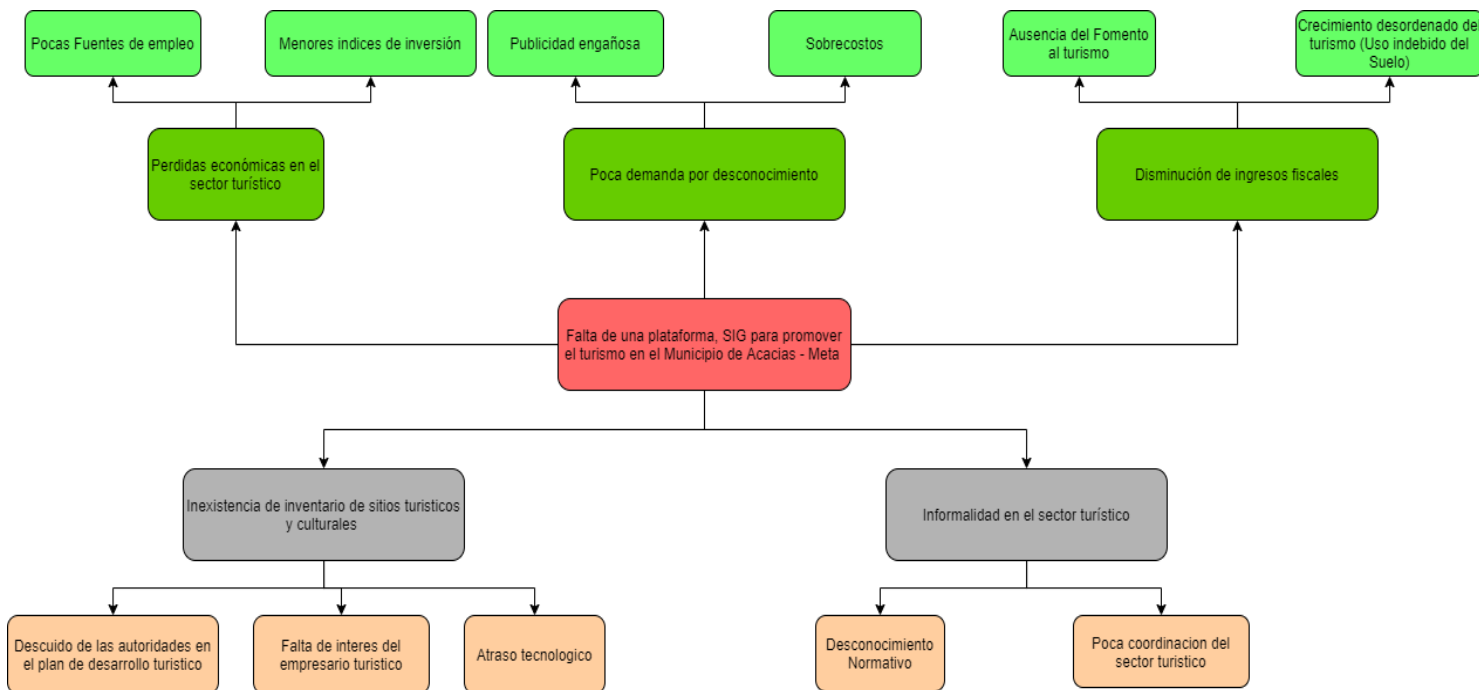 Pocas Fuentes de empleo
Menores indices de inversión
Publicidad engañosa
Sobrecostos
Ausencia del Fomento
al turismo
Crecimiento desordenado del
turismo (Uso indebido del
Suelo)
Perdidas económicas en el
sector turístico
Poca demanda por desconocimiento
Disminución de ingresos fiscales
Falta de una plataforma, SIG para promover
el turismo en el Municipio de Acacias - Meta
Inexistencia de inventario de sitios turisticos
y culturales
Informalidad en el sector turístico
Descuido de las autoridades en
el plan de desarrollo turistico
Falta de interes del
empresario turistico
Atraso tecnologico
Desconocimiento
Normativo
Poca coordinacion del
sector turistico